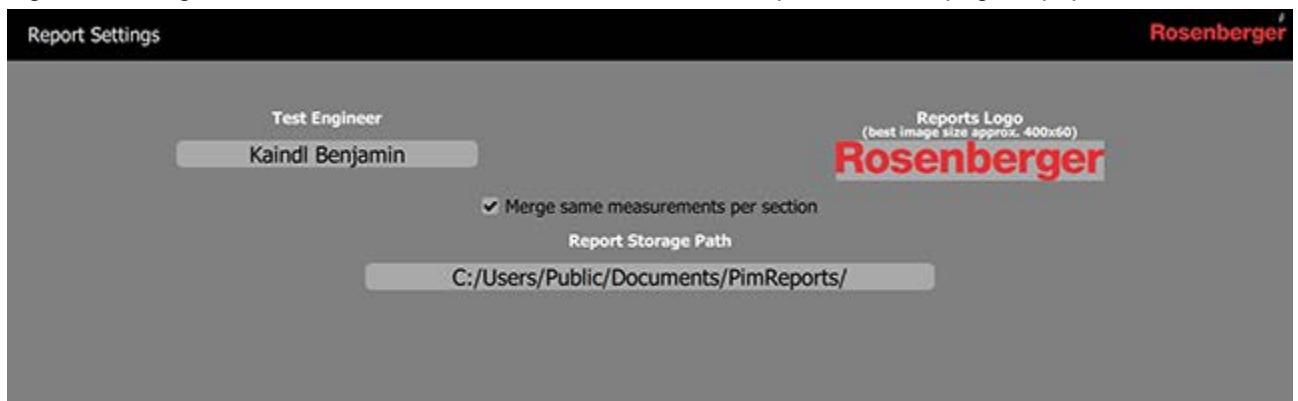 Report Settings
Rosenberger
Test Engineer
Kaindl Benjamin
Reports Logo
(best image size approx. 400x60)
Rosenberger
Merge same measurements per section
Report Storage Path
C:/Users/Public/Documents/PimReports/